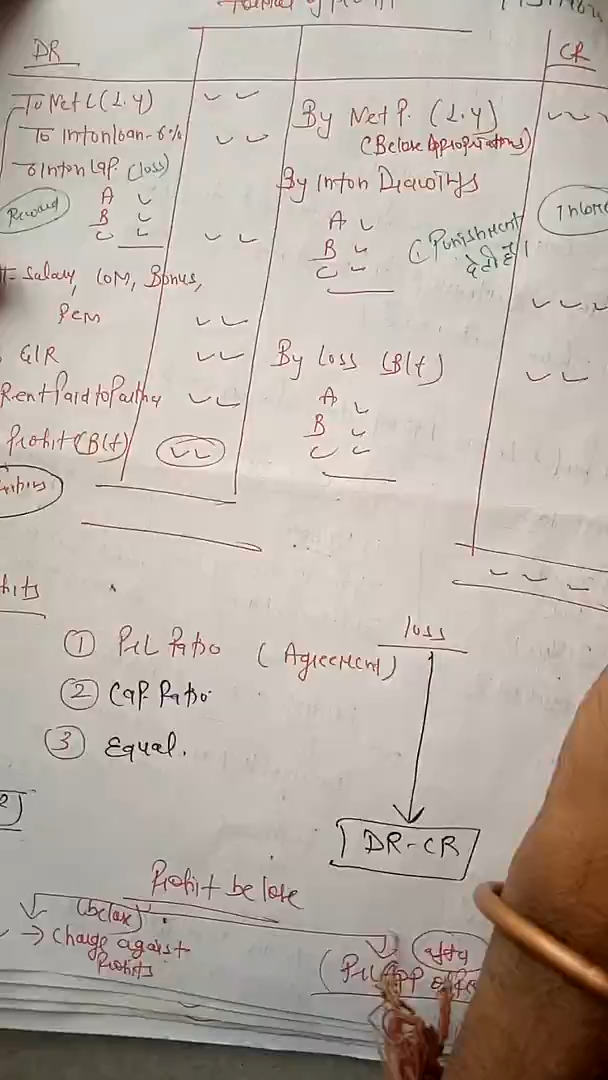 DR
CR
To Net L (L.Y)
By Net P. (L.Y)
To Int on loan - 6%
(Before Appropriations)
Int on Cap. (loss)
By Int on Drawings
Reward
A
B
C
A
B
C
(Punishment
देती है।
Salary, COM, Bonus,
REM
G/R
By Loss (B/f)
Rent Paid to Partner
A
B
C
Profit (B/f)
loss
① P&L Ratio (Agreement)
② Cap. Ratio
③ Equal.
DR-CR
Profit before
(before)
→ Charge against
Profits
(P&L App